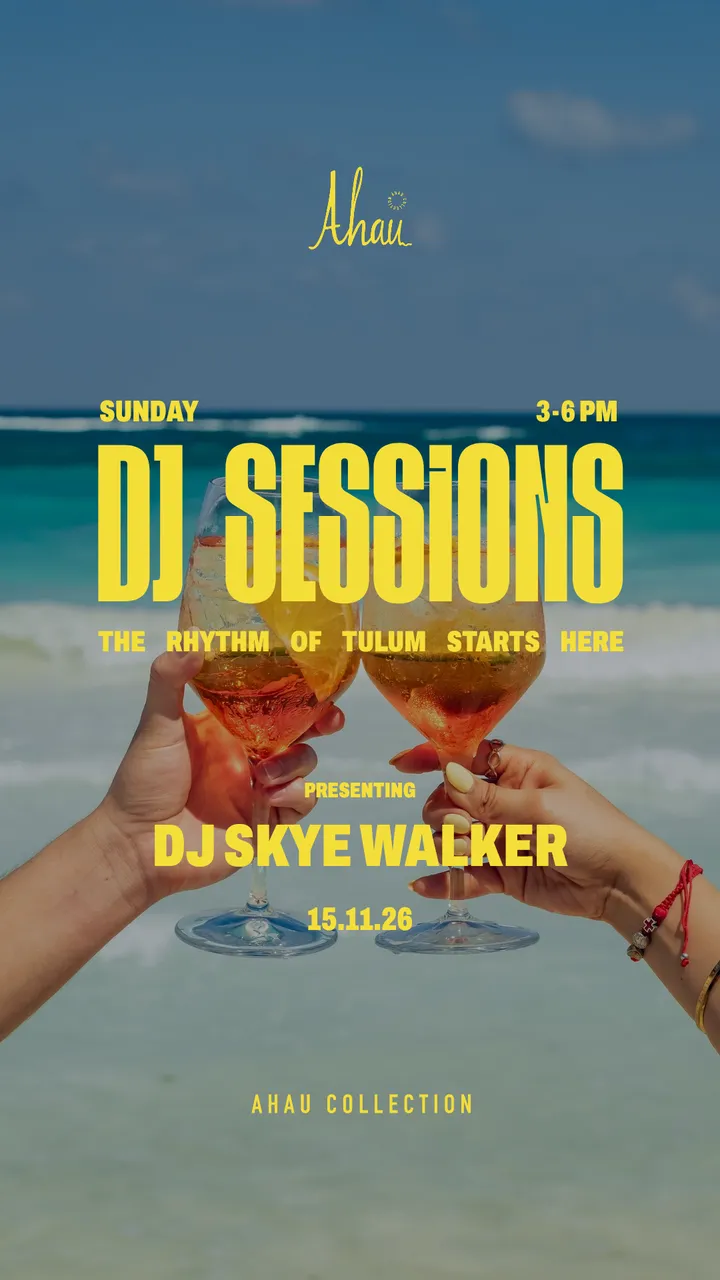 Ahau
SUNDAY 3-6 PM
DJ SESSiONS
THE RHYTHM OF TULUM STARTS HERE
PRESENTING
DJ SKYE WALKER
15.11.26
AHAU COLLECTION